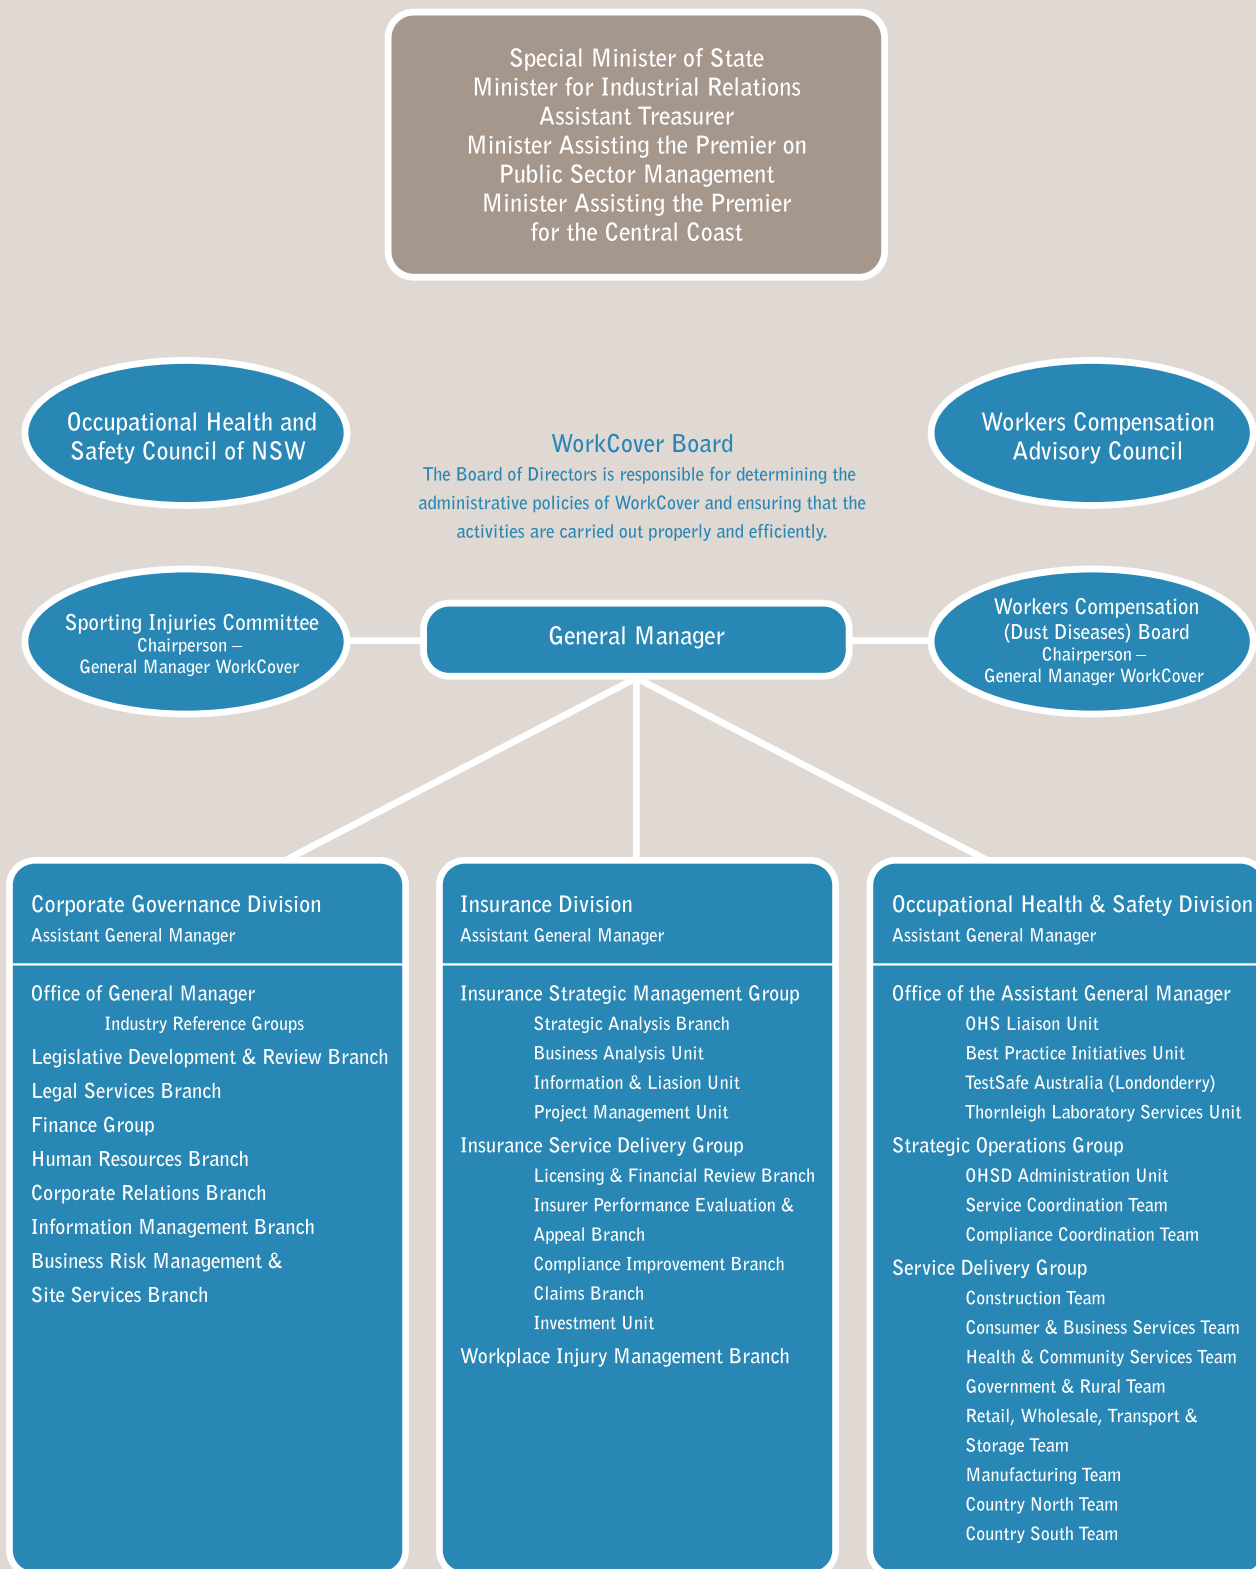 Special Minister of State
Minister for Industrial Relations
Assistant Treasurer
Minister Assisting the Premier on
Public Sector Management
Minister Assisting the Premier
for the Central Coast
Occupational Health and
Safety Council of NSW
WorkCover Board
The Board of Directors is responsible for determining the
administrative policies of WorkCover and ensuring that the
activities are carried out properly and efficiently.
Workers Compensation
Advisory Council
Sporting Injuries Committee
Chairperson –
General Manager WorkCover
General Manager
Workers Compensation
(Dust Diseases) Board
Chairperson –
General Manager WorkCover
Corporate Governance Division
Assistant General Manager
Office of General Manager
Industry Reference Groups
Legislative Development & Review Branch
Legal Services Branch
Finance Group
Human Resources Branch
Corporate Relations Branch
Information Management Branch
Business Risk Management &
Site Services Branch
Insurance Division
Assistant General Manager
Insurance Strategic Management Group
Strategic Analysis Branch
Business Analysis Unit
Information & Liasion Unit
Project Management Unit
Insurance Service Delivery Group
Licensing & Financial Review Branch
Insurer Performance Evaluation &
Appeal Branch
Compliance Improvement Branch
Claims Branch
Investment Unit
Workplace Injury Management Branch
Occupational Health & Safety Division
Assistant General Manager
Office of the Assistant General Manager
OHS Liaison Unit
Best Practice Initiatives Unit
TestSafe Australia (Londonderry)
Thornleigh Laboratory Services Unit
Strategic Operations Group
OHSD Administration Unit
Service Coordination Team
Compliance Coordination Team
Service Delivery Group
Construction Team
Consumer & Business Services Team
Health & Community Services Team
Government & Rural Team
Retail, Wholesale, Transport &
Storage Team
Manufacturing Team
Country North Team
Country South Team